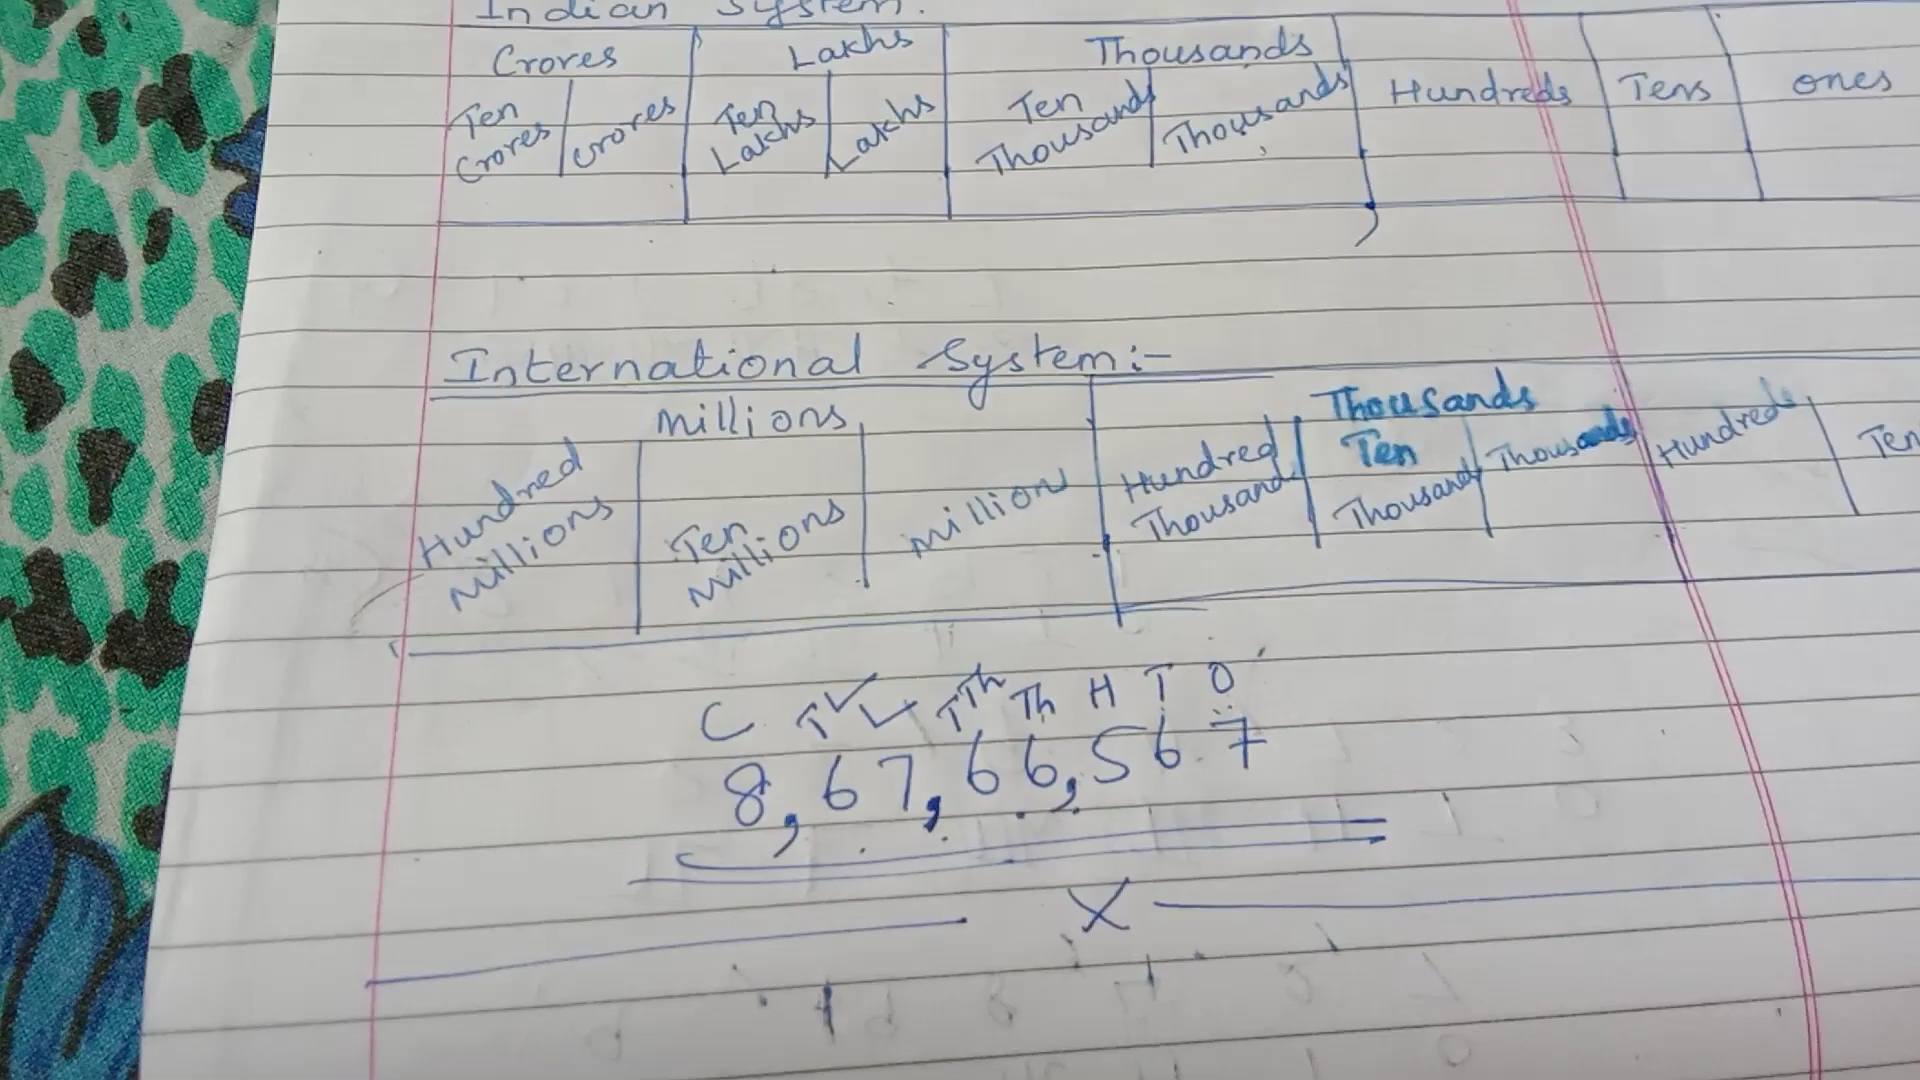 Indian System.
Crores Lakhs Thousands
Ten Crores Crores Ten Lakhs Lakhs Ten Thousands Thousands Hundreds Tens ones
International System:-
Millions Thousands
Hundred Millions Ten Millions Million Hundred Thousand Ten Thousand Thousands Hundreds Ten
C TL L TTh Th H T O
8,67,66,567
X